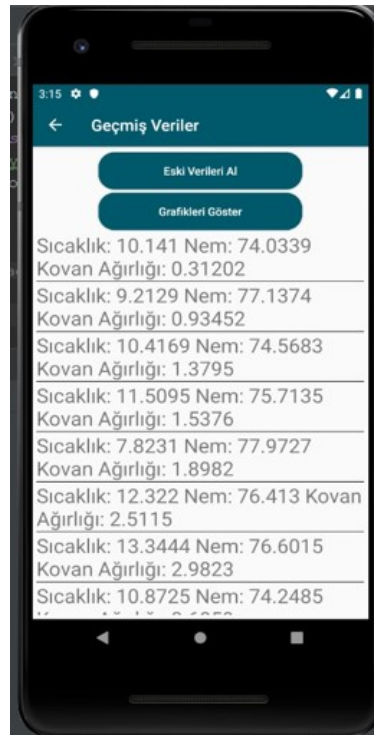 3:15
Geçmiş Veriler
Eski Verileri Al
Grafikleri Göster
Sıcaklık: 10.141 Nem: 74.0339
Kovan Ağırlığı: 0.31202
Sıcaklık: 9.2129 Nem: 77.1374
Kovan Ağırlığı: 0.93452
Sıcaklık: 10.4169 Nem: 74.5683
Kovan Ağırlığı: 1.3795
Sıcaklık: 11.5095 Nem: 75.7135
Kovan Ağırlığı: 1.5376
Sıcaklık: 7.8231 Nem: 77.9727
Kovan Ağırlığı: 1.8982
Sıcaklık: 12.322 Nem: 76.413 Kovan
Ağırlığı: 2.5115
Sıcaklık: 13.3444 Nem: 76.6015
Kovan Ağırlığı: 2.9823
Sıcaklık: 10.8725 Nem: 74.2485